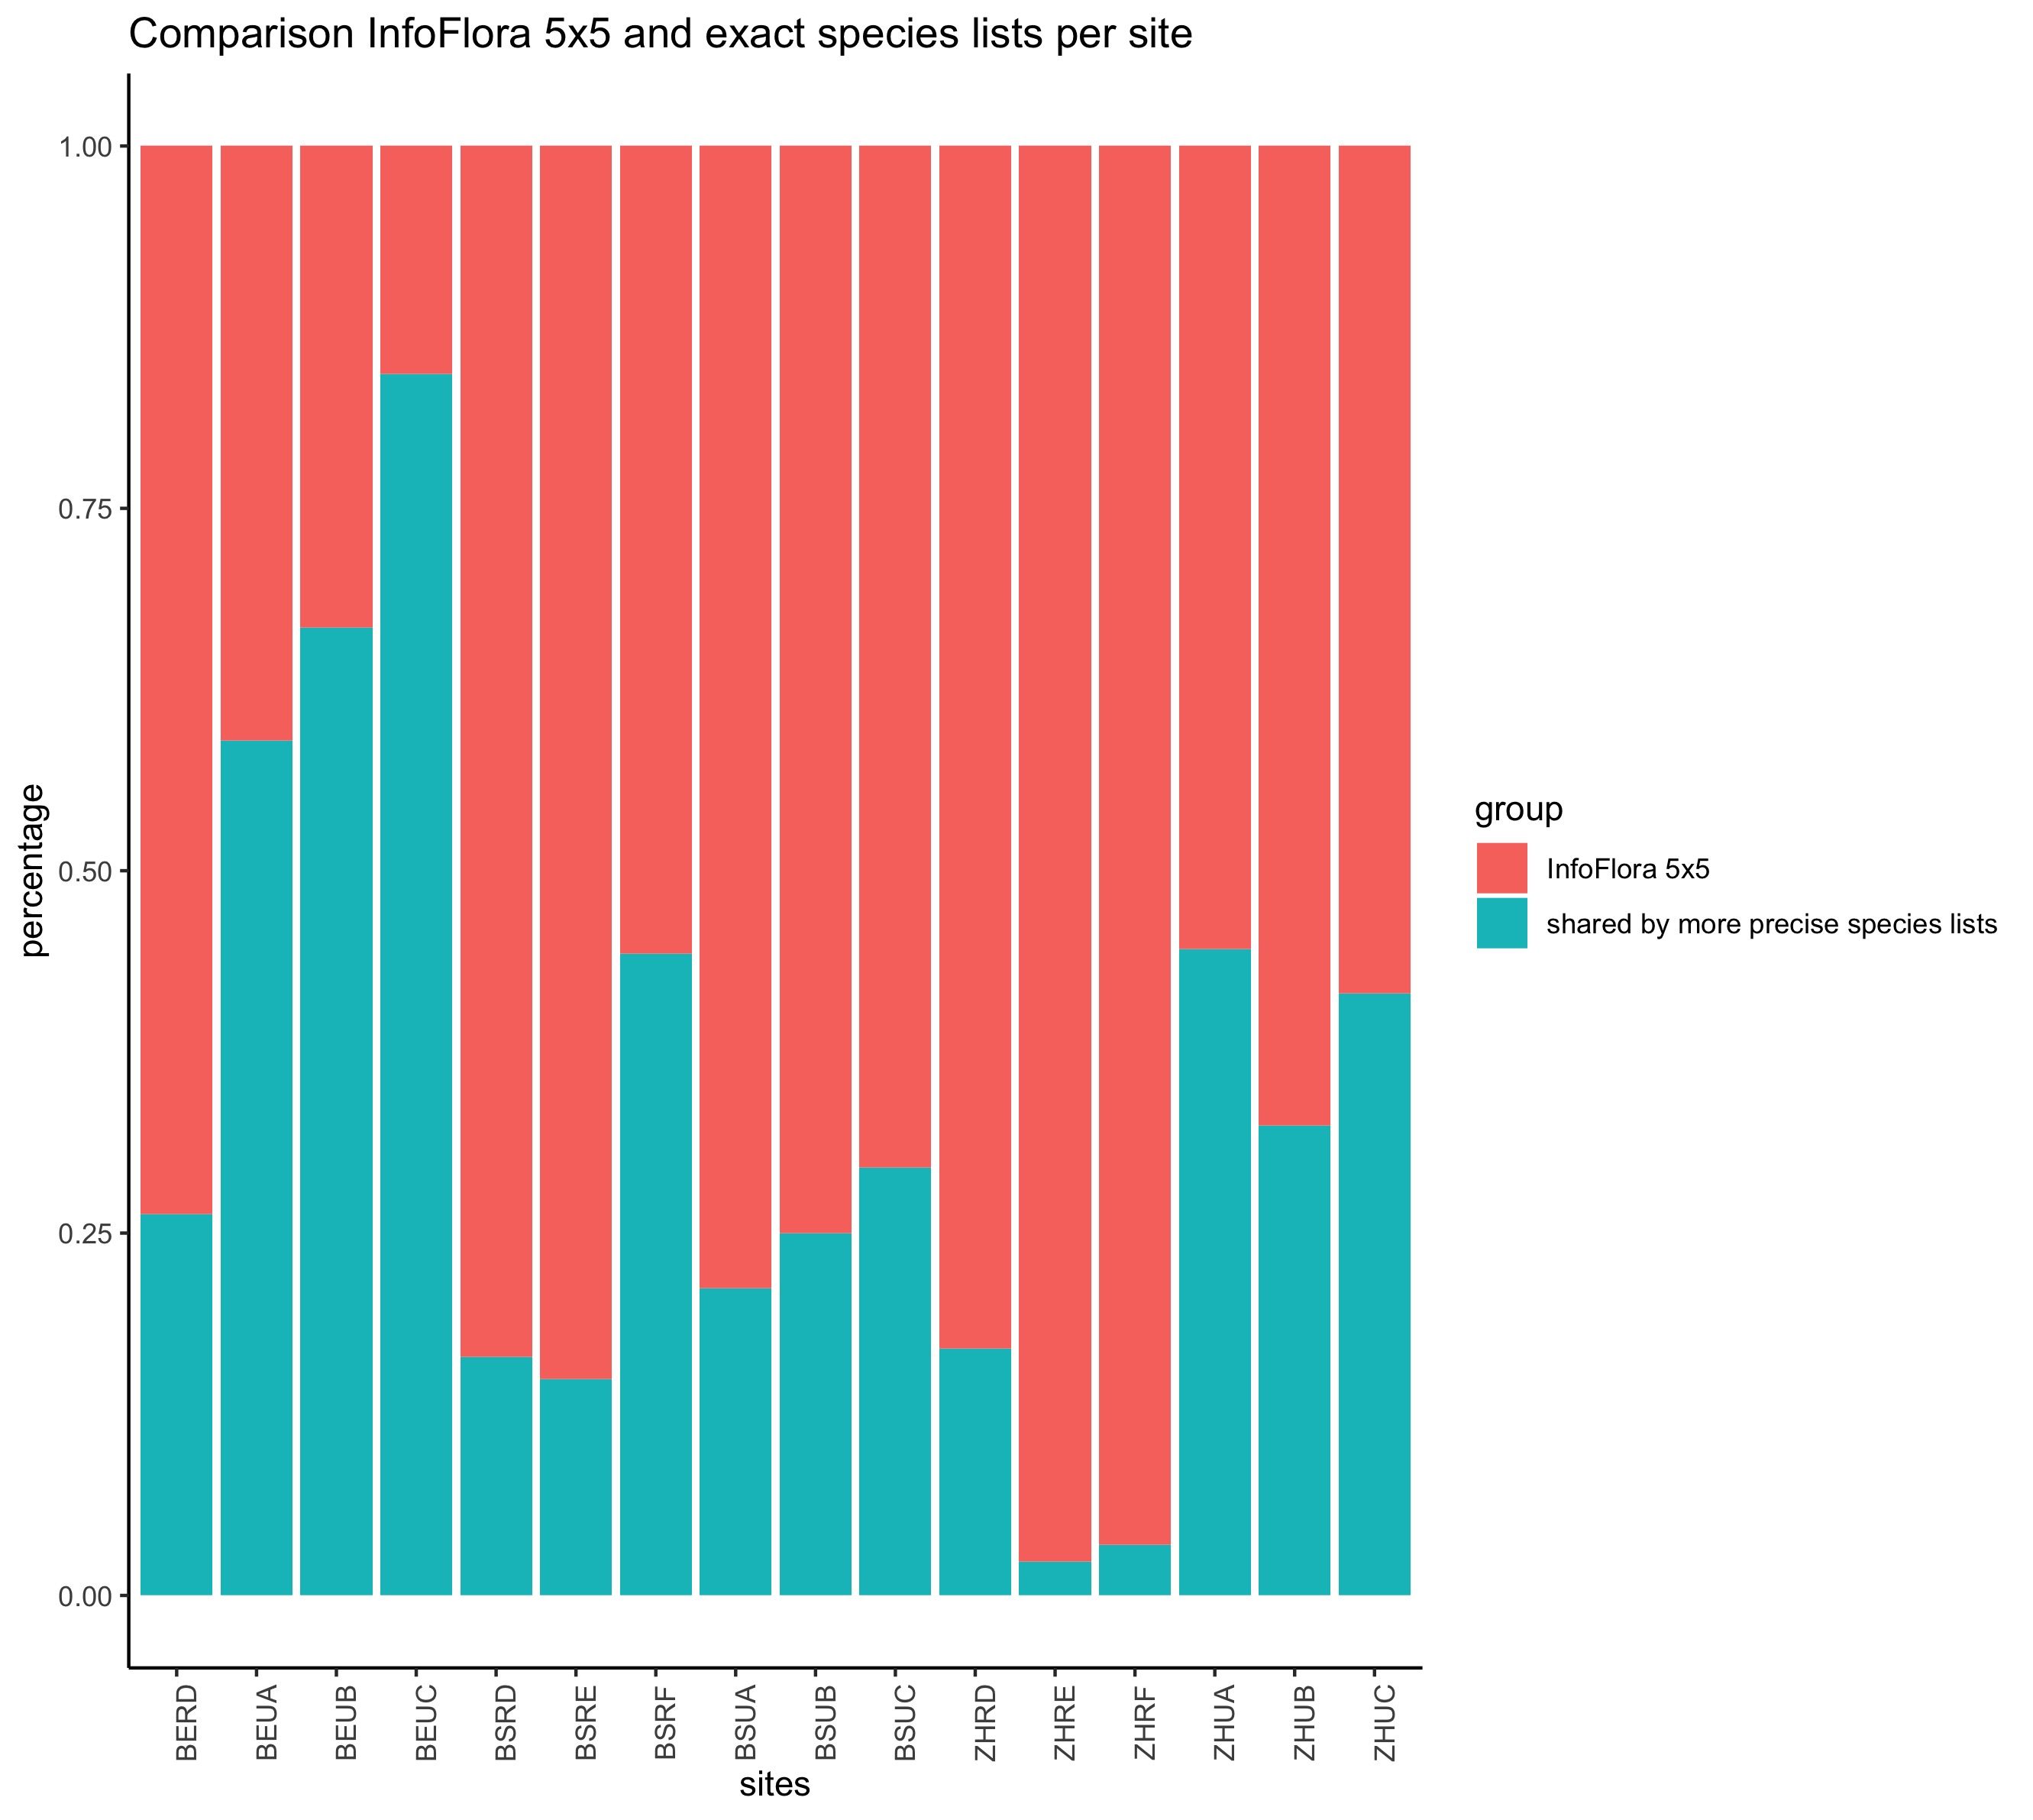 Comparison InfoFlora 5x5 and exact species lists per site
1.00
0.75
0.50
0.25
0.00
percentage
BERD
BEUA
BEUB
BEUC
BSRD
BSRE
BSRF
BSUA
BSUB
BSUC
ZHRD
ZHRE
ZHRF
ZHUA
ZHUB
ZHUC
sites
group
InfoFlora 5x5
shared by more precise species lists